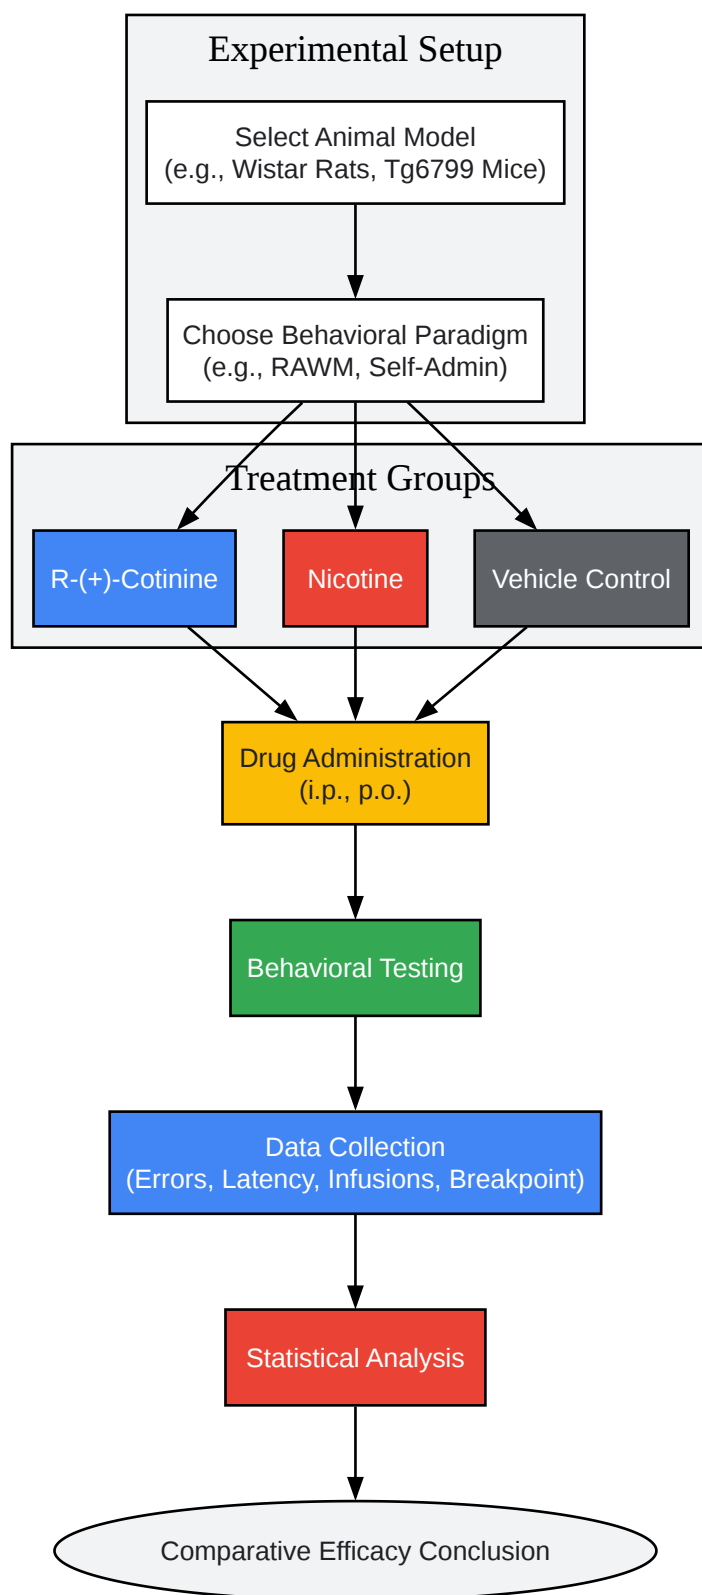 Experimental Setup
Select Animal Model
(e.g., Wistar Rats, Tg6799 Mice)
Choose Behavioral Paradigm
(e.g., RAWM, Self-Admin)
Treatment Groups
R-(+)-Cotinine
Nicotine
Vehicle Control
Drug Administration
(i.p., p.o.)
Behavioral Testing
Data Collection
(Errors, Latency, Infusions, Breakpoint)
Statistical Analysis
Comparative Efficacy Conclusion